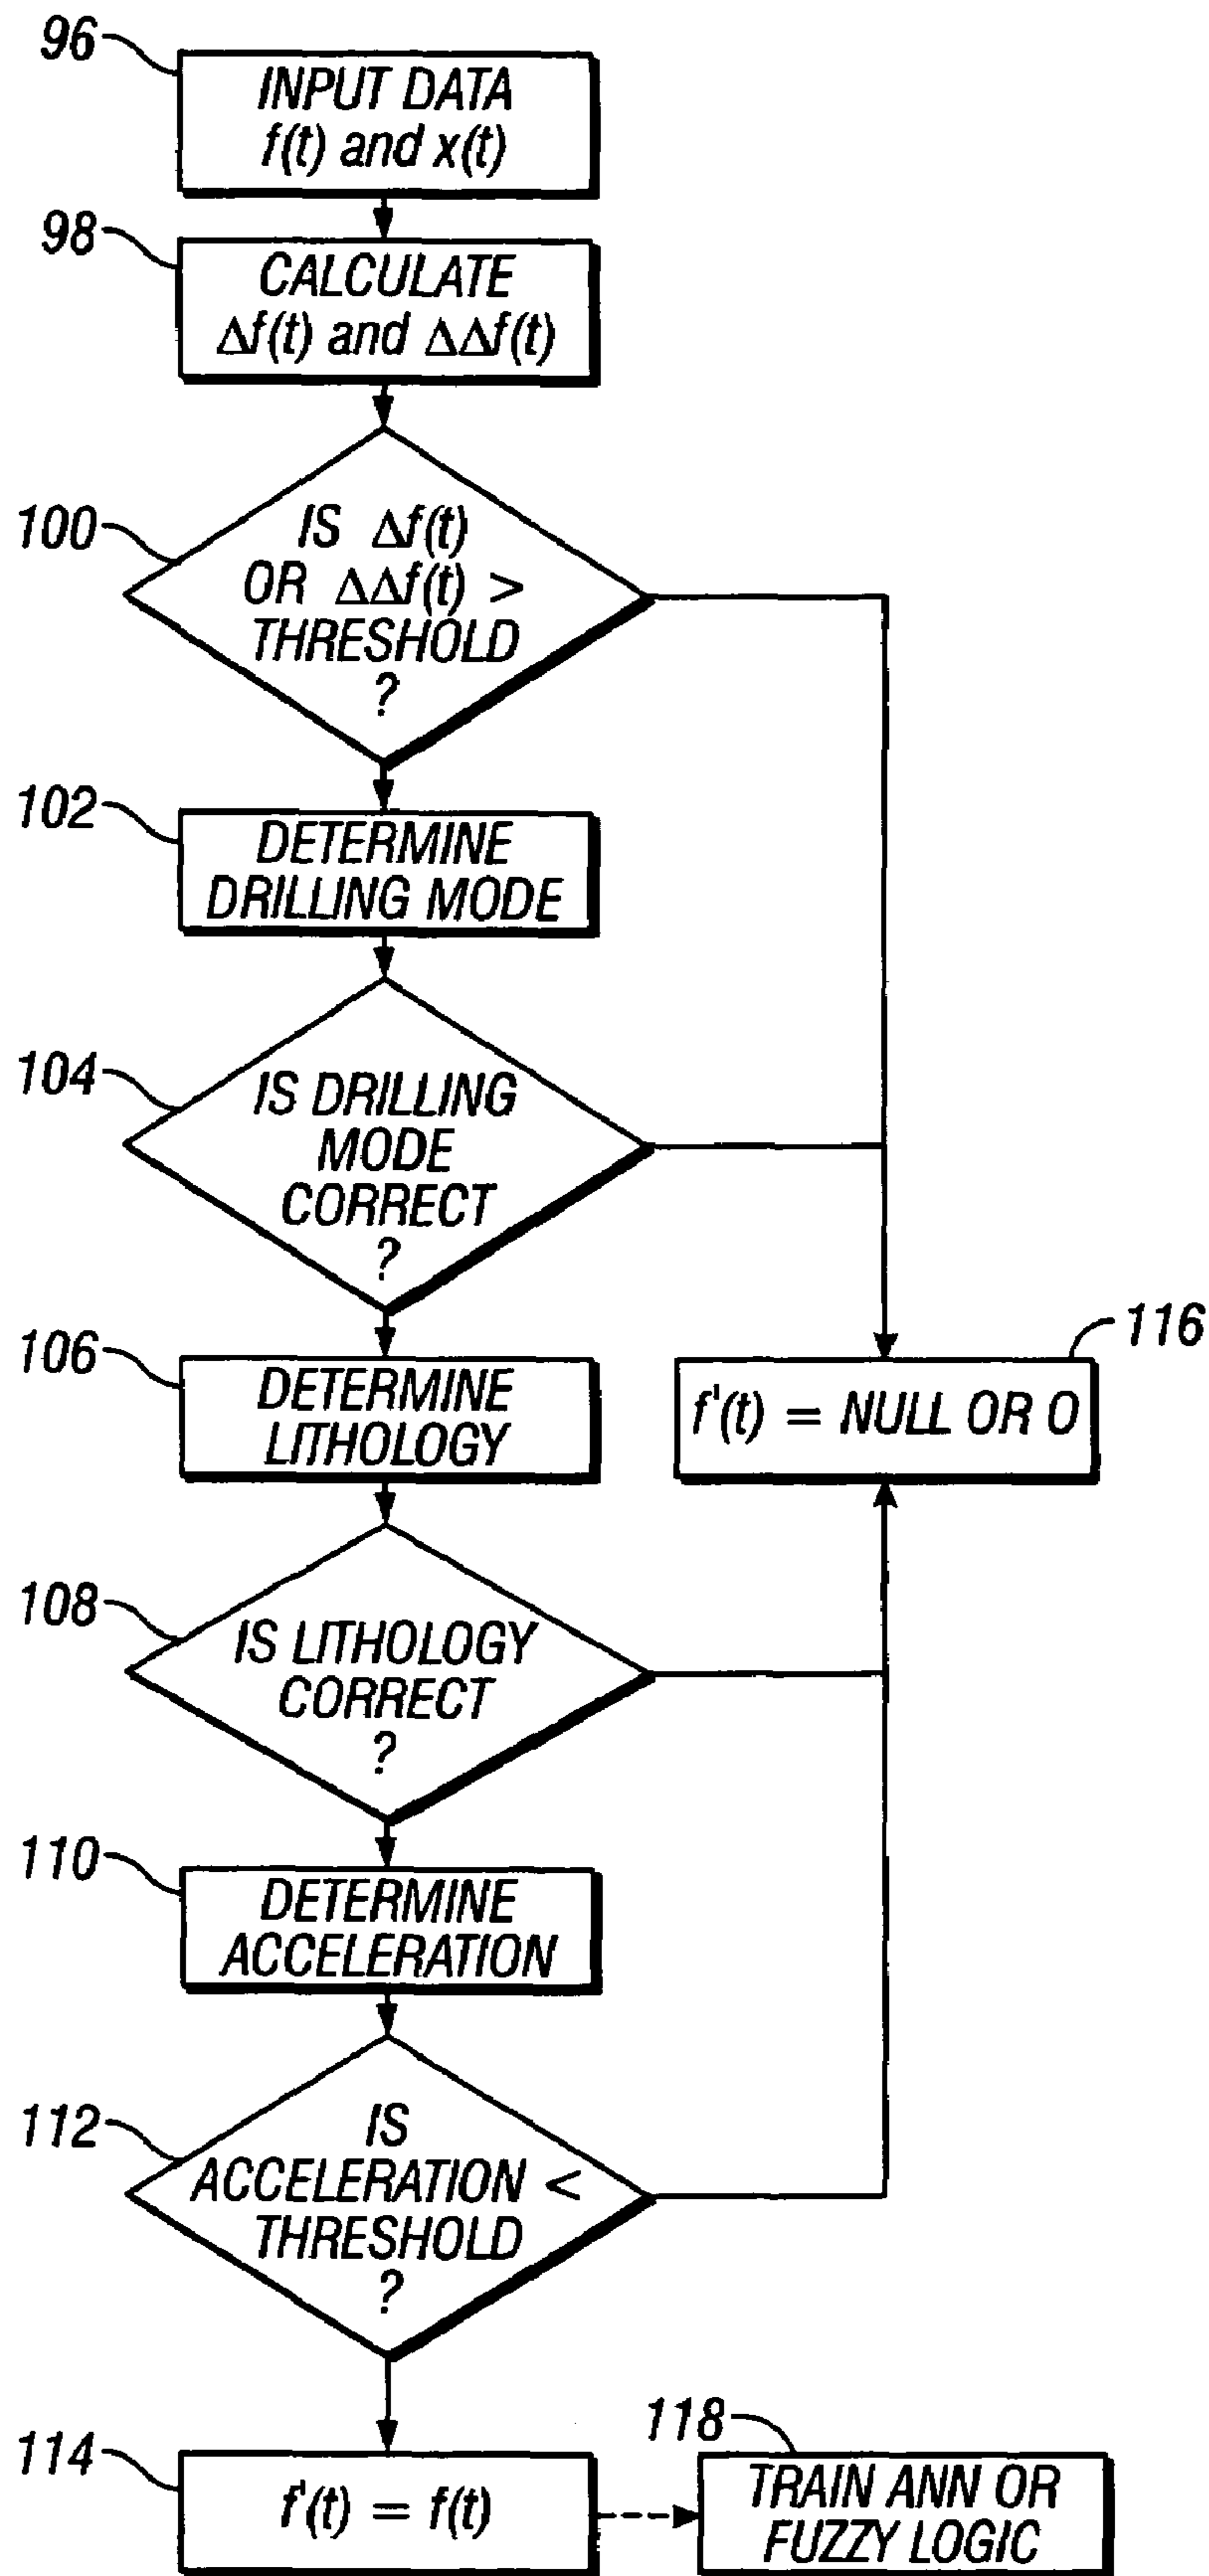 96
INPUT DATA
f(t) and x(t)
98
CALCULATE
Δf(t) and ΔΔf(t)
100
IS Δf(t)
OR ΔΔf(t) >
THRESHOLD
?
102
DETERMINE
DRILLING MODE
104
IS DRILLING
MODE
CORRECT
?
106
DETERMINE
LITHOLOGY
116
f'(t) = NULL OR O
108
IS LITHOLOGY
CORRECT
?
110
DETERMINE
ACCELERATION
112
IS
ACCELERATION <
THRESHOLD
?
114
f'(t) = f(t)
118
TRAIN ANN OR
FUZZY LOGIC